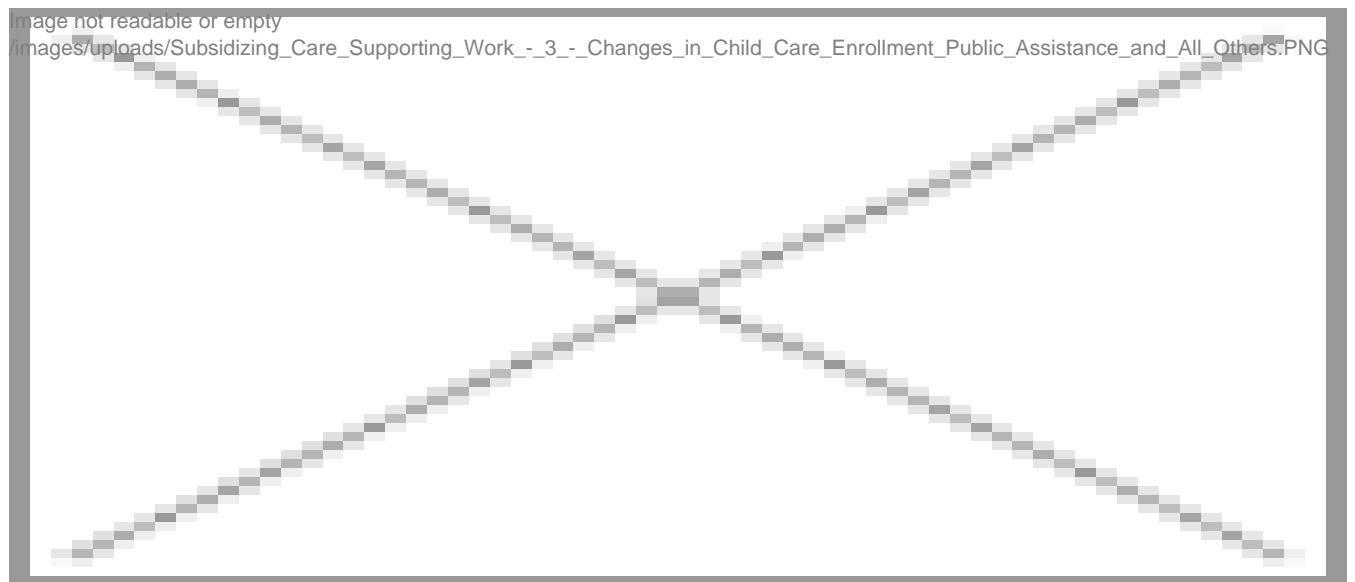 Image not readable or empty
/images/uploads/Subsidizing_Care_Supporting_Work_-_3_-_Changes_in_Child_Care_Enrollment_Public_Assistance_and_All_Others.PNG